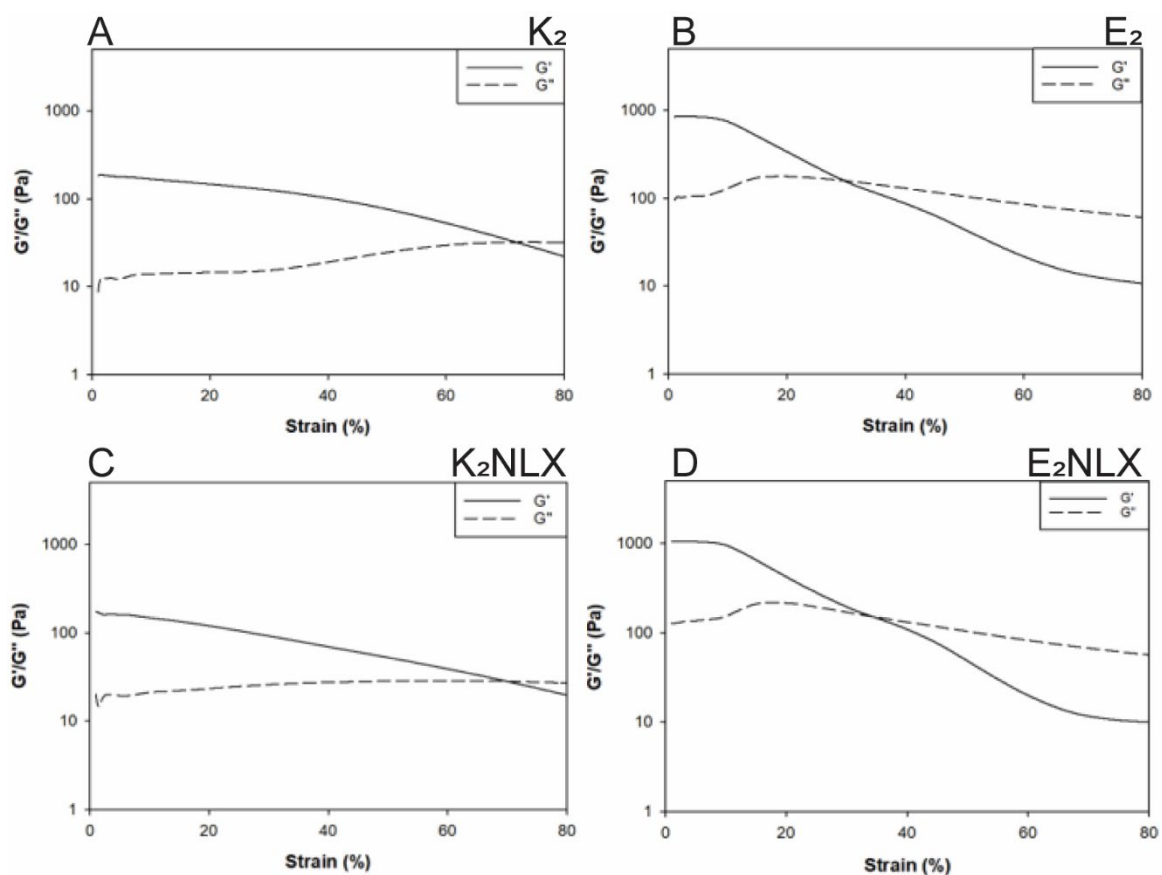 A K₂
G'
G"
1000
100
10
1
G'/G" (Pa)
0 20 40 60 80
Strain (%)
B E₂
G'
G"
1000
100
10
1
G'/G" (Pa)
0 20 40 60 80
Strain (%)
C K₂NLX
G'
G"
1000
100
10
1
G'/G" (Pa)
0 20 40 60 80
Strain (%)
D E₂NLX
G'
G"
1000
100
10
1
G'/G" (Pa)
0 20 40 60 80
Strain (%)